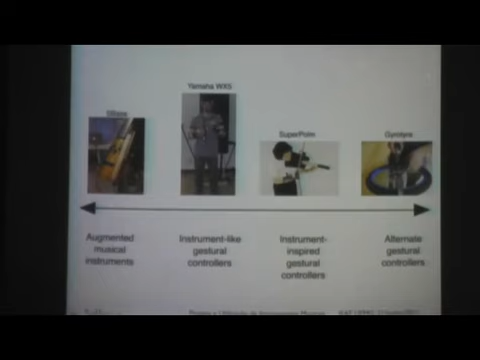 Yamaha WX5
SuperPolm
Gyrotyre
Augmented
musical
instruments
Instrument-like
gestural
controllers
Instrument-
inspired
gestural
controllers
Alternate
gestural
controllers